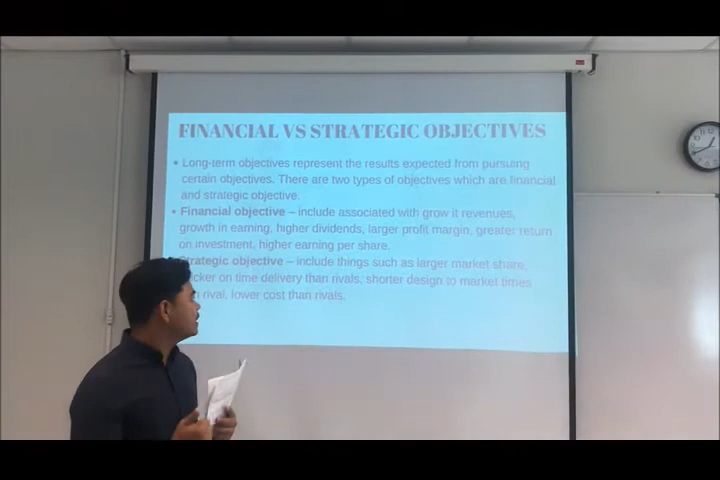 FINANCIAL VS STRATEGIC OBJECTIVES
• Long-term objectives represent the results expected from pursuing
certain objectives. There are two types of objectives which are financial
and strategic objective.
• Financial objective – include associated with grow it revenues,
growth in earning, higher dividends, larger profit margin, greater return
on investment, higher earning per share.
Strategic objective – include things such as larger market share,
on time delivery than rivals, shorter design to market times
rival, lower cost than rivals.